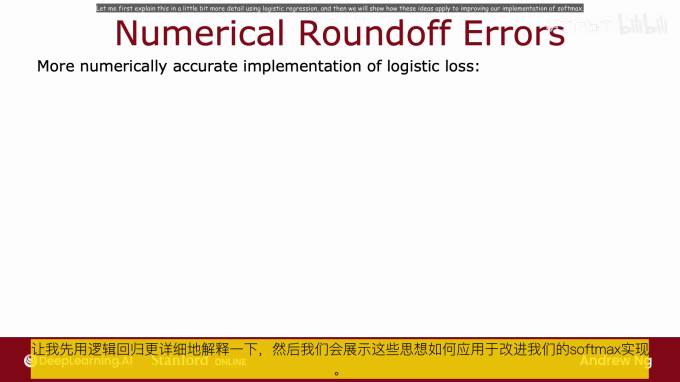 Let me first explain this in a little bit more detail using logistic regression, and then we will show how these ideas apply to improving our implementation of softmax.
Numerical Roundoff Errors
bilibili
More numerically accurate implementation of logistic loss:
DeepLearning.AI Stanford ONLINE Andrew Ng
让我先用逻辑回归更详细地解释一下，然后我们会展示这些思想如何应用于改进我们的softmax实现
。